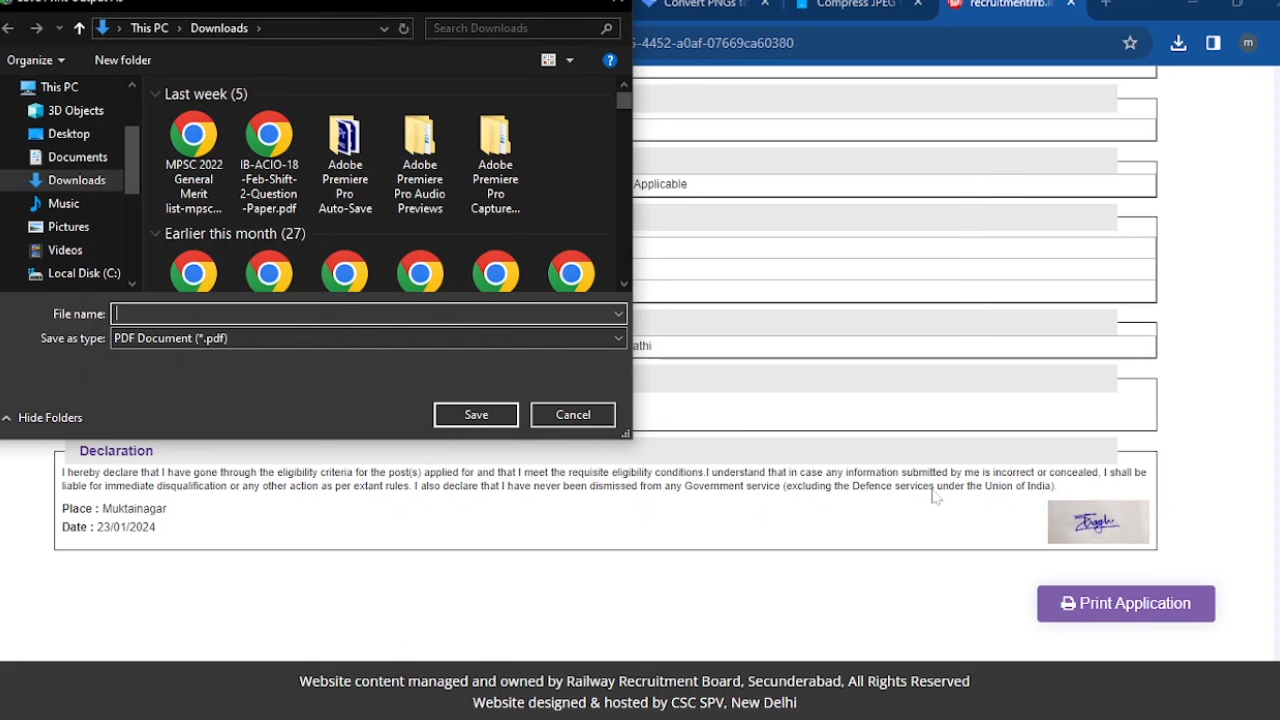 Save Print Output As
Convert PNGs to
Compress JPEG
recruitmentrrb.i
This PC
Downloads
Search Downloads
-4452-a0af-07669ca60380
m
Organize
New folder
This PC
3D Objects
Desktop
Documents
Downloads
Music
Pictures
Videos
Local Disk (C:)
Last week (5)
MPSC 2022
General
Merit
list-mpsc...
IB-ACIO-18
-Feb-Shift-
2-Question
-Paper.pdf
Adobe
Premiere
Pro
Auto-Save
Adobe
Premiere
Pro Audio
Previews
Adobe
Premiere
Pro
Capture...
Earlier this month (27)
Applicable
File name:
Save as type: PDF Document (*.pdf)
athi
Hide Folders
Save
Cancel
Declaration
I hereby declare that I have gone through the eligibility criteria for the post(s) applied for and that I meet the requisite eligibility conditions.I understand that in case any information submitted by me is incorrect or concealed, I shall be
liable for immediate disqualification or any other action as per extant rules. I also declare that I have never been dismissed from any Government service (excluding the Defence services under the Union of India).
Place : Muktainagar
Date : 23/01/2024
Print Application
Website content managed and owned by Railway Recruitment Board, Secunderabad, All Rights Reserved
Website designed & hosted by CSC SPV, New Delhi